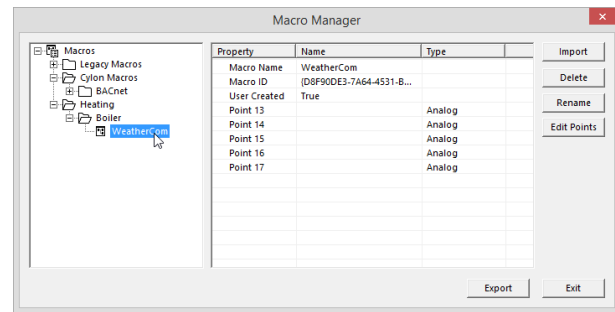 Macro Manager
×
Macros
Legacy Macros
Cylon Macros
BACnet
Heating
Boiler
WeatherCom
Property Name Type
Macro Name WeatherCom
Macro ID {D8F90DE3-7A64-4531-B...
User Created True
Point 13 Analog
Point 14 Analog
Point 15 Analog
Point 16 Analog
Point 17 Analog
Import
Delete
Rename
Edit Points
Export Exit